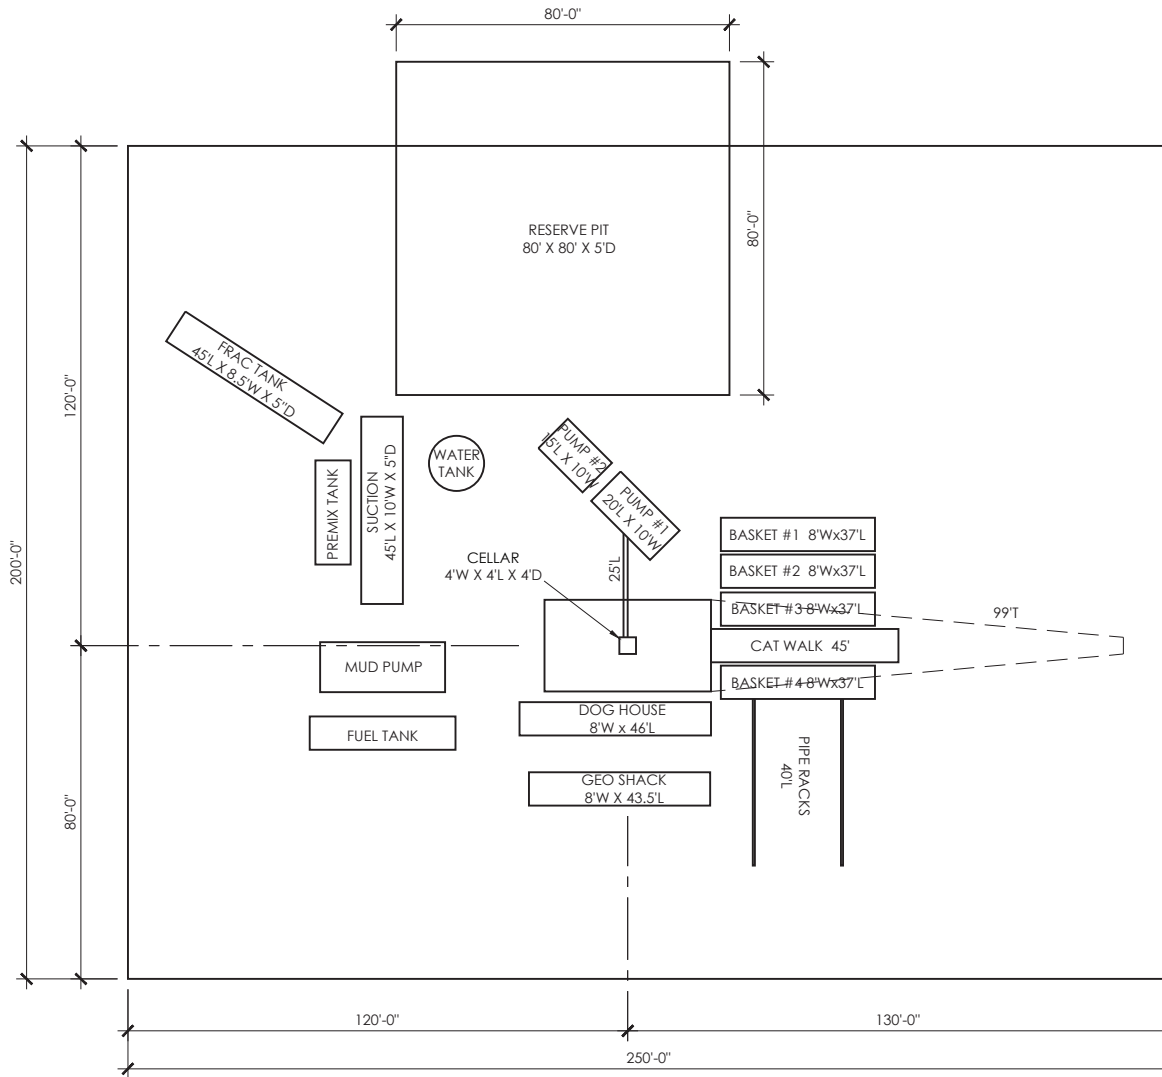 80'-0"
RESERVE PIT
80' X 80' X 5'D
80'-0"
120'-0"
200'-0"
FRAC TANK
45'L X 8.5'W X 5"D
PREMIX TANK
SUCTION
45'L X 10'W X 5"D
WATER
TANK
PUMP #2
15'L X 10'W
PUMP #1
20'L X 10'W
25'L
CELLAR
4'W X 4'L X 4'D
BASKET #1 8'Wx37'L
BASKET #2 8'Wx37'L
BASKET #3 8'Wx37'L
99'T
CAT WALK 45'
BASKET #4 8'Wx37'L
MUD PUMP
FUEL TANK
DOG HOUSE
8'W x 46'L
GEO SHACK
8'W X 43.5'L
PIPE RACKS
40'L
80'-0"
120'-0"
130'-0"
250'-0"